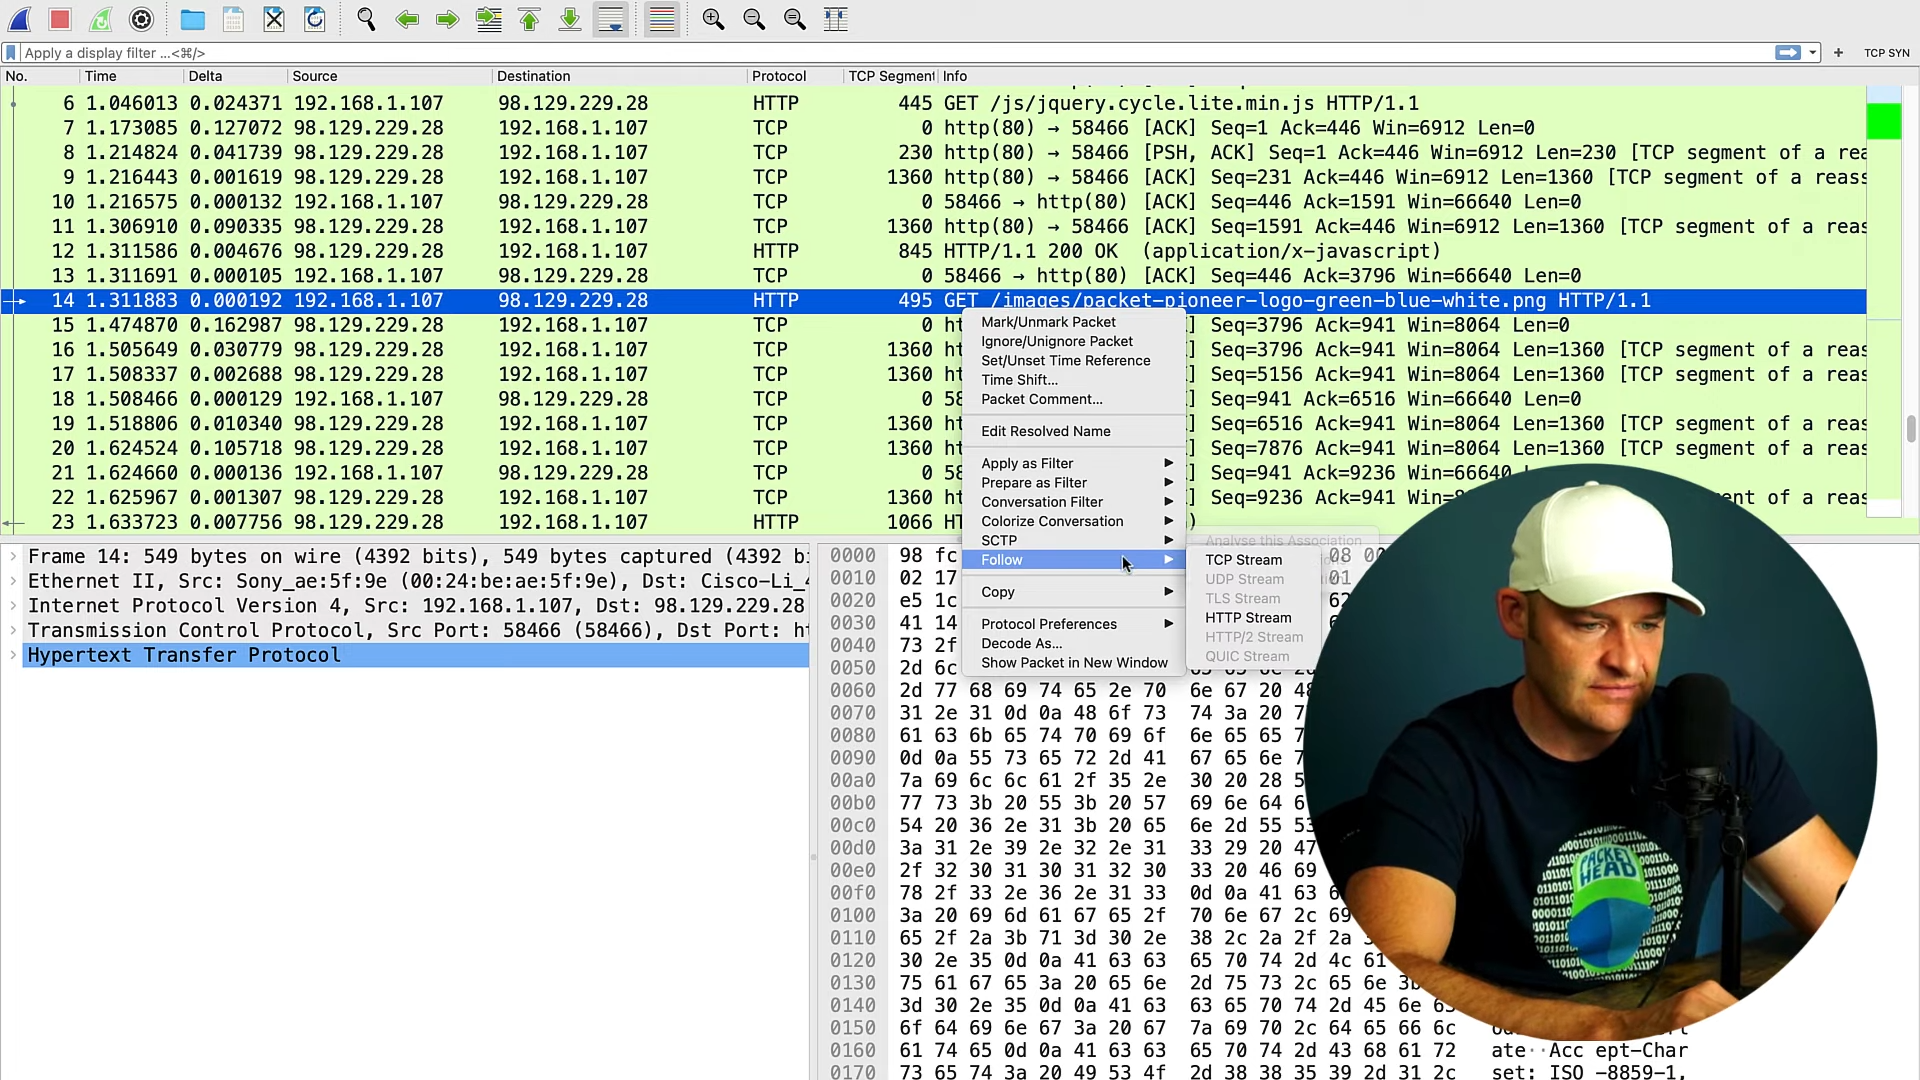 Apply a display filter ...<⌘/>
TCP SYN
No. Time Delta Source Destination Protocol TCP Segment Info
6 1.046013 0.024371 192.168.1.107 98.129.229.28 HTTP 445 GET /js/jquery.cycle.lite.min.js HTTP/1.1
7 1.173085 0.127072 98.129.229.28 192.168.1.107 TCP 0 http(80) → 58466 [ACK] Seq=1 Ack=446 Win=6912 Len=0
8 1.214824 0.041739 98.129.229.28 192.168.1.107 TCP 230 http(80) → 58466 [PSH, ACK] Seq=1 Ack=446 Win=6912 Len=230 [TCP segment of a rea
9 1.216443 0.001619 98.129.229.28 192.168.1.107 TCP 1360 http(80) → 58466 [ACK] Seq=231 Ack=446 Win=6912 Len=1360 [TCP segment of a reass
10 1.216575 0.000132 192.168.1.107 98.129.229.28 TCP 0 58466 → http(80) [ACK] Seq=446 Ack=1591 Win=66640 Len=0
11 1.306910 0.090335 98.129.229.28 192.168.1.107 TCP 1360 http(80) → 58466 [ACK] Seq=1591 Ack=446 Win=6912 Len=1360 [TCP segment of a reas
12 1.311586 0.004676 98.129.229.28 192.168.1.107 HTTP 845 HTTP/1.1 200 OK (application/x-javascript)
13 1.311691 0.000105 192.168.1.107 98.129.229.28 TCP 0 58466 → http(80) [ACK] Seq=446 Ack=3796 Win=66640 Len=0
14 1.311883 0.000192 192.168.1.107 98.129.229.28 HTTP 495 GET /images/packet-pioneer-logo-green-blue-white.png HTTP/1.1
15 1.474870 0.162987 98.129.229.28 192.168.1.107 TCP 0 ht ] Seq=3796 Ack=941 Win=8064 Len=0
16 1.505649 0.030779 98.129.229.28 192.168.1.107 TCP 1360 ht ] Seq=3796 Ack=941 Win=8064 Len=1360 [TCP segment of a reas
17 1.508337 0.002688 98.129.229.28 192.168.1.107 TCP 1360 ht ] Seq=5156 Ack=941 Win=8064 Len=1360 [TCP segment of a reas
18 1.508466 0.000129 192.168.1.107 98.129.229.28 TCP 0 58 ] Seq=941 Ack=6516 Win=66640 Len=0
19 1.518806 0.010340 98.129.229.28 192.168.1.107 TCP 1360 ht ] Seq=6516 Ack=941 Win=8064 Len=1360 [TCP segment of a reas
20 1.624524 0.105718 98.129.229.28 192.168.1.107 TCP 1360 ht ] Seq=7876 Ack=941 Win=8064 Len=1360 [TCP segment of a reas
21 1.624660 0.000136 192.168.1.107 98.129.229.28 TCP 0 58 ] Seq=941 Ack=9236 Win=66640
22 1.625967 0.001307 98.129.229.28 192.168.1.107 TCP 1360 ht ] Seq=9236 Ack=941 Win= of a reas
23 1.633723 0.007756 98.129.229.28 192.168.1.107 HTTP 1066 HT )
Mark/Unmark Packet
Ignore/Unignore Packet
Set/Unset Time Reference
Time Shift...
Packet Comment...
Edit Resolved Name
Apply as Filter
Prepare as Filter
Conversation Filter
Colorize Conversation
SCTP
Follow
Copy
Protocol Preferences
Decode As...
Show Packet in New Window
Analyse this Association
TCP Stream
UDP Stream
TLS Stream
HTTP Stream
HTTP/2 Stream
QUIC Stream
Frame 14: 549 bytes on wire (4392 bits), 549 bytes captured (4392 b
Ethernet II, Src: Sony_ae:5f:9e (00:24:be:ae:5f:9e), Dst: Cisco-Li_
Internet Protocol Version 4, Src: 192.168.1.107, Dst: 98.129.229.28
Transmission Control Protocol, Src Port: 58466 (58466), Dst Port: ht
Hypertext Transfer Protocol
0000 98 fc 08 00
0010 02 17 01
0020 e5 1c 62
0030 41 14
0040 73 2f
0050 2d 6c
0060 2d 77 68 69 74 65 2e 70 6e 67 20 48
0070 31 2e 31 0d 0a 48 6f 73 74 3a 20 7
0080 61 63 6b 65 74 70 69 6f 6e 65 65 7
0090 0d 0a 55 73 65 72 2d 41 67 65 6e 7
00a0 7a 69 6c 6c 61 2f 35 2e 30 20 28 5
00b0 77 73 3b 20 55 3b 20 57 69 6e 64 6
00c0 54 20 36 2e 31 3b 20 65 6e 2d 55 53
00d0 3a 31 2e 39 2e 32 2e 31 33 29 20 47
00e0 2f 32 30 31 30 31 32 30 33 20 46 69
00f0 78 2f 33 2e 36 2e 31 33 0d 0a 41 63 6
0100 3a 20 69 6d 61 67 65 2f 70 6e 67 2c 69
0110 65 2f 2a 3b 71 3d 30 2e 38 2c 2a 2f 2a
0120 30 2e 35 0d 0a 41 63 63 65 70 74 2d 4c 61
0130 75 61 67 65 3a 20 65 6e 2d 75 73 2c 65 6e 3b
0140 3d 30 2e 35 0d 0a 41 63 63 65 70 74 2d 45 6e 63
0150 6f 64 69 6e 67 3a 20 67 7a 69 70 2c 64 65 66 6c
0160 61 74 65 0d 0a 41 63 63 65 70 74 2d 43 68 61 72 ate··Acc ept-Char
0170 73 65 74 3a 20 49 53 4f 2d 38 38 35 39 2d 31 2c set: ISO -8859-1,
PACKET
HEAD